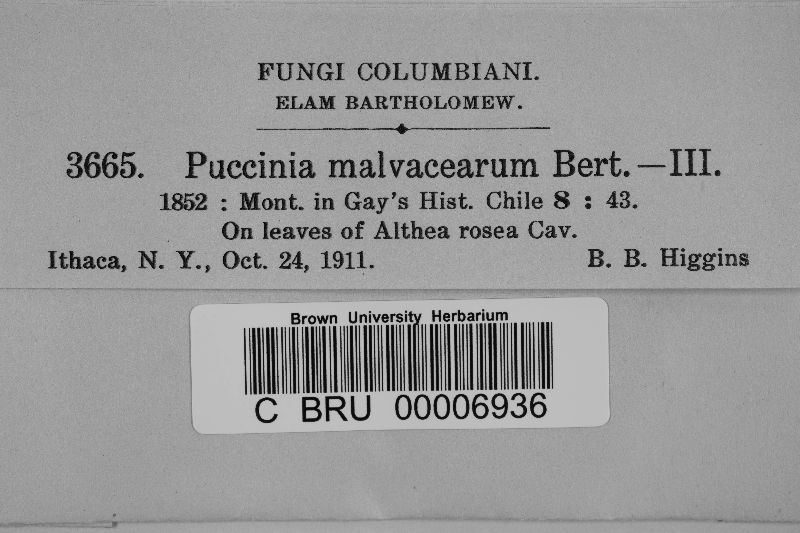 FUNGI COLUMBIANI.
ELAM BARTHOLOMEW.
3665. Puccinia malvacearum Bert.—III.
1852 : Mont. in Gay's Hist. Chile 8 : 43.
On leaves of Althea rosea Cav.
Ithaca, N. Y., Oct. 24, 1911. B. B. Higgins
Brown University Herbarium
C BRU 00006936